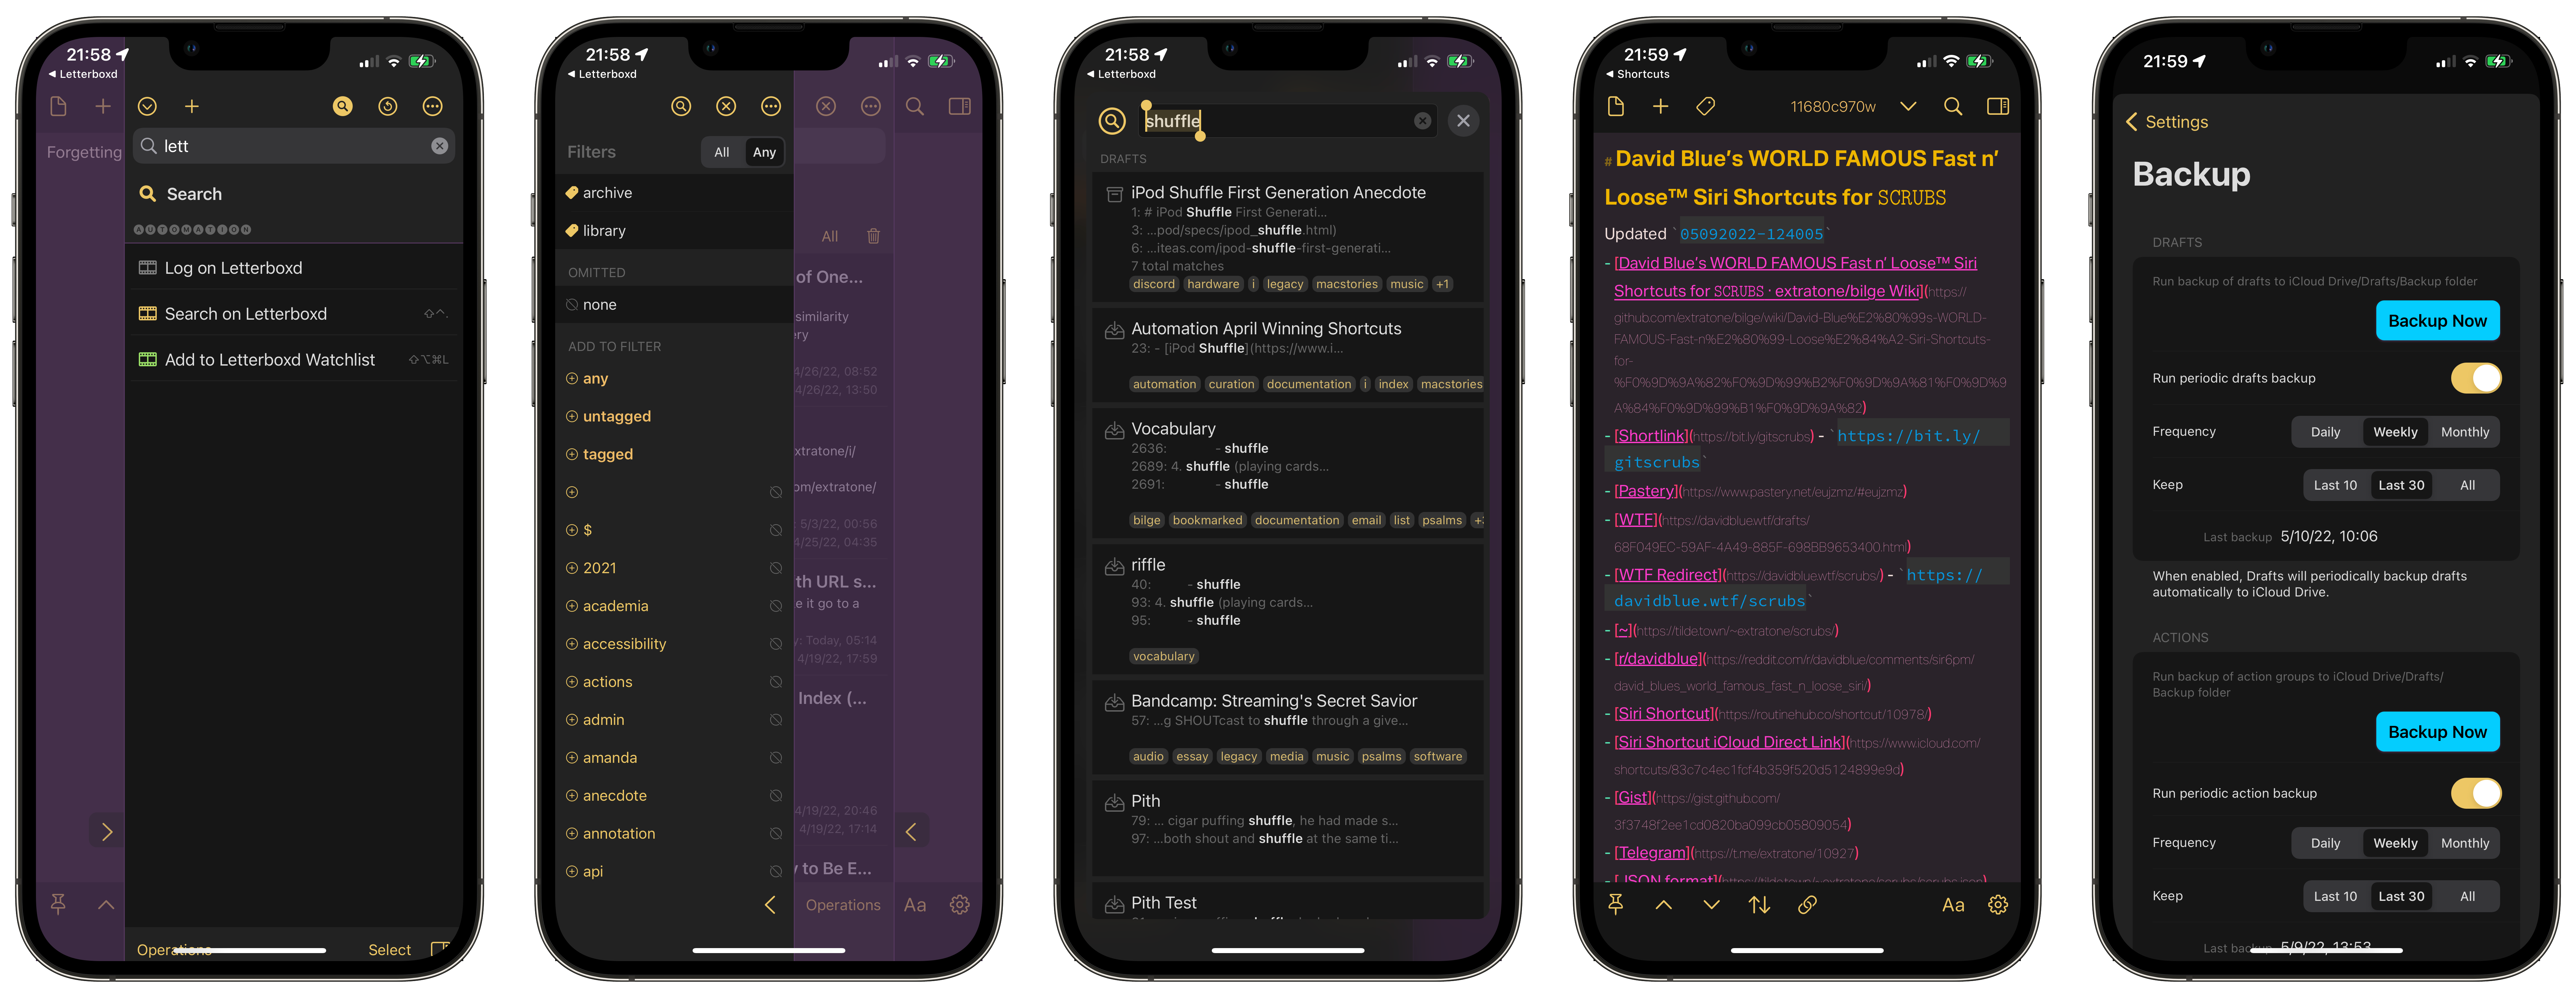 21:58
◀ Letterboxd
Forgetting
lett
Search
AUTOMATION
Log on Letterboxd
Search on Letterboxd ⇧^.
Add to Letterboxd Watchlist ⇧⌥⌘L
Operations
Select
21:58
◀ Letterboxd
Filters
All Any
archive
library
OMITTED
none
ADD TO FILTER
any
untagged
tagged
$
2021
academia
accessibility
actions
admin
amanda
anecdote
annotation
api
All
of One...
similarity
4/26/22, 08:52
4/26/22, 13:50
xtratone/i/
om/extratone/
5/3/22, 00:56
4/25/22, 04:35
th URL s...
e it go to a
Today, 05:14
4/19/22, 17:59
Index (...
4/19/22, 20:46
4/19/22, 17:14
to Be E...
Operations
Aa
21:58
◀ Letterboxd
shuffle
DRAFTS
iPod Shuffle First Generation Anecdote
1: # iPod Shuffle First Generati...
3: ...pod/specs/ipod_shuffle.html)
6: ...iteas.com/ipod-shuffle-first-generati...
7 total matches
discord hardware i legacy macstories music +1
Automation April Winning Shortcuts
23: - [iPod Shuffle](https://www.i...
automation curation documentation i index macstories
Vocabulary
2636: - shuffle
2689: 4. shuffle (playing cards...
2691: - shuffle
bilge bookmarked documentation email list psalms
riffle
40: - shuffle
93: 4. shuffle (playing cards...
95: - shuffle
vocabulary
Bandcamp: Streaming's Secret Savior
57: ...g SHOUTcast to shuffle through a give...
audio essay legacy media music psalms software
Pith
79: ... cigar puffing shuffle, he had made s...
97: ...both shout and shuffle at the same ti...
Pith Test
21:59
◀ Shortcuts
11680c970w
# David Blue's WORLD FAMOUS Fast n'
Loose™ Siri Shortcuts for 𝚂𝙲𝚁𝚄𝙱𝚂
Updated `05092022-124005`
- [David Blue's WORLD FAMOUS Fast n' Loose™ Siri
Shortcuts for 𝚂𝙲𝚁𝚄𝙱𝚂 · extratone/bilge Wiki](https://
github.com/extratone/bilge/wiki/David-Blue%E2%80%99s-WORLD-
FAMOUS-Fast-n%E2%80%99-Loose%E2%84%A2-Siri-Shortcuts-
for-
%F0%9D%9A%82%F0%9D%99%B2%F0%9D%9A%81%F0%9D%9
A%84%F0%9D%99%B1%F0%9D%9A%82)
- [Shortlink](https://bit.ly/gitscrubs) - `https://bit.ly/
gitscrubs`
- [Pastery](https://www.pastery.net/eujzmz/#eujzmz)
- [WTF](https://davidblue.wtf/drafts/
68F049EC-59AF-4A49-885F-698BB9653400.html)
- [WTF Redirect](https://davidblue.wtf/scrubs/) - `https://
davidblue.wtf/scrubs`
- [~](https://tilde.town/~extratone/scrubs/)
- [r/davidblue](https://reddit.com/r/davidblue/comments/sir6pm/
david_blues_world_famous_fast_n_loose_siri/)
- [Siri Shortcut](https://routinehub.co/shortcut/10978/)
- [Siri Shortcut iCloud Direct Link](https://www.icloud.com/
shortcuts/83c7c4ec1fcf4b359f520d5124899e9d)
- [Gist](https://gist.github.com/
3f3748f2ee1cd0820ba099cb05809054)
- [Telegram](https://t.me/extratone/10927)
- [JSON format](https://tilde.town/~extratone/scrubs/scrubs.json)
Aa
21:59
Settings
Backup
DRAFTS
Run backup of drafts to iCloud Drive/Drafts/Backup folder
Backup Now
Run periodic drafts backup
Frequency Daily Weekly Monthly
Keep Last 10 Last 30 All
Last backup 5/10/22, 10:06
When enabled, Drafts will periodically backup drafts
automatically to iCloud Drive.
ACTIONS
Run backup of action groups to iCloud Drive/Drafts/
Backup folder
Backup Now
Run periodic action backup
Frequency Daily Weekly Monthly
Keep Last 10 Last 30 All
Last backup 5/9/22, 13:53